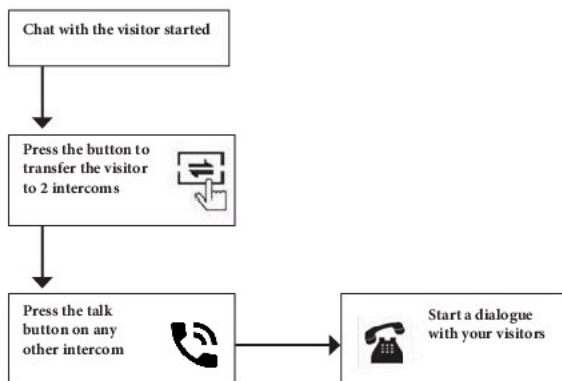 Chat with the visitor started
Press the button to
transfer the visitor
to 2 intercoms
Press the talk
button on any
other intercom
Start a dialogue
with your visitors